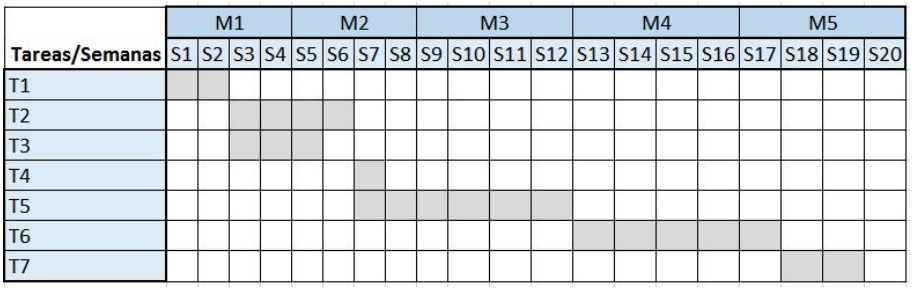 M1 M2 M3 M4 M5
Tareas/Semanas S1 S2 S3 S4 S5 S6 S7 S8 S9 S10 S11 S12 S13 S14 S15 S16 S17 S18 S19 S20
T1
T2
T3
T4
T5
T6
T7